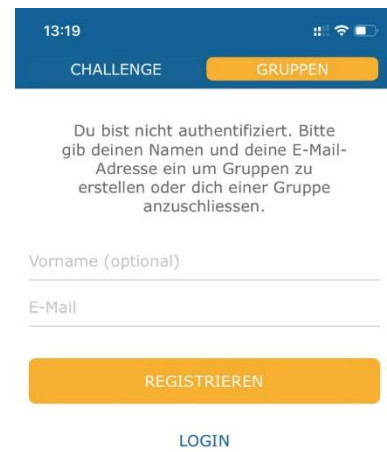 13:19
CHALLENGE GRUPPEN
Du bist nicht authentifiziert. Bitte
gib deinen Namen und deine E-Mail-
Adresse ein um Gruppen zu
erstellen oder dich einer Gruppe
anzuschliessen.
Vorname (optional)
E-Mail
REGISTRIEREN
LOGIN